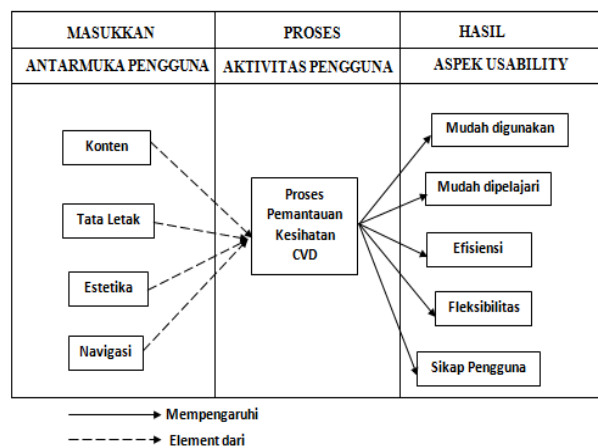 MASUKKAN
PROSES
HASIL
ANTARMUKA PENGGUNA
AKTIVITAS PENGGUNA
ASPEK USABILITY
Konten
Tata Letak
Estetika
Navigasi
Proses
Pemantauan
Kesihatan
CVD
Mudah digunakan
Mudah dipelajari
Efisiensi
Fleksibilitas
Sikap Pengguna
Mempengaruhi
Element dari